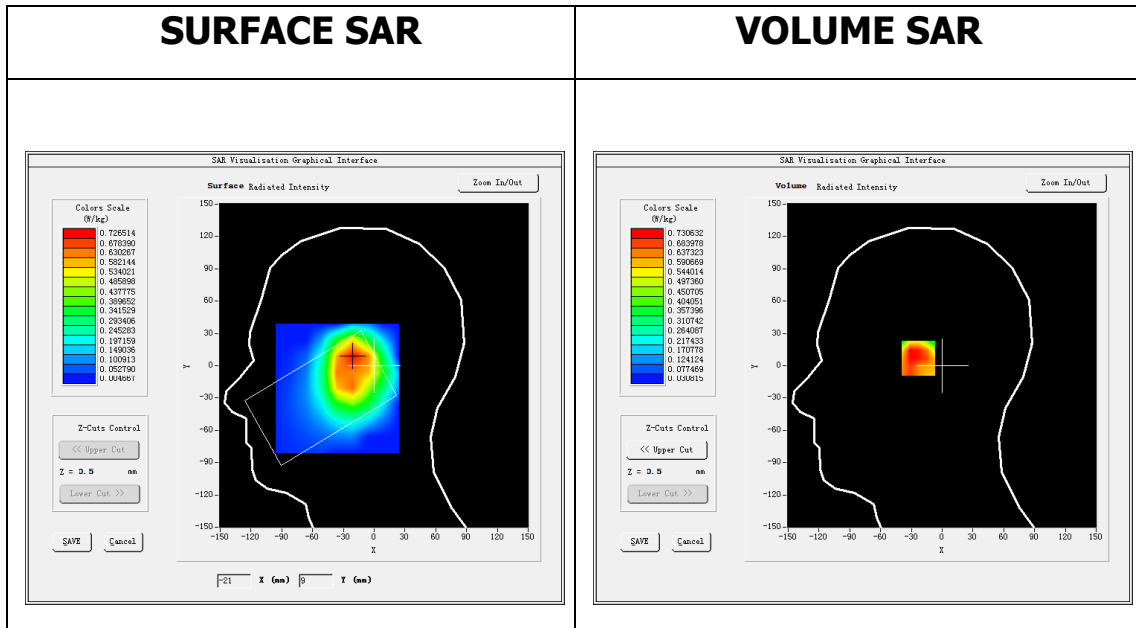 SURFACE SAR
VOLUME SAR
SAR Visualisation Graphical Interface
Surface Radiated Intensity
Zoom In/Out
Colors Scale
(W/kg)
0.726514
0.678390
0.630267
0.582144
0.534021
0.485898
0.437775
0.389652
0.341529
0.293406
0.245283
0.197159
0.149036
0.100913
0.052790
0.004667
150
120
90
60
30
0
-30
-60
-90
-120
-150
Y
-150 -120 -90 -60 -30 0 30 60 90 120 150
X
Z-Cuts Control
<< Upper Cut
Z = 0.5 mm
Lower Cut >>
SAVE Cancel
-21 X (mm) 9 Y (mm)
SAR Visualisation Graphical Interface
Volume Radiated Intensity
Zoom In/Out
Colors Scale
(W/kg)
0.730632
0.683978
0.637323
0.590669
0.544014
0.497360
0.450705
0.404051
0.357396
0.310742
0.264087
0.217433
0.170778
0.124124
0.077469
0.030815
150
120
90
60
30
0
-30
-60
-90
-120
-150
Y
-150 -120 -90 -60 -30 0 30 60 90 120 150
X
Z-Cuts Control
<< Upper Cut
Z = 0.5 mm
Lower Cut >>
SAVE Cancel